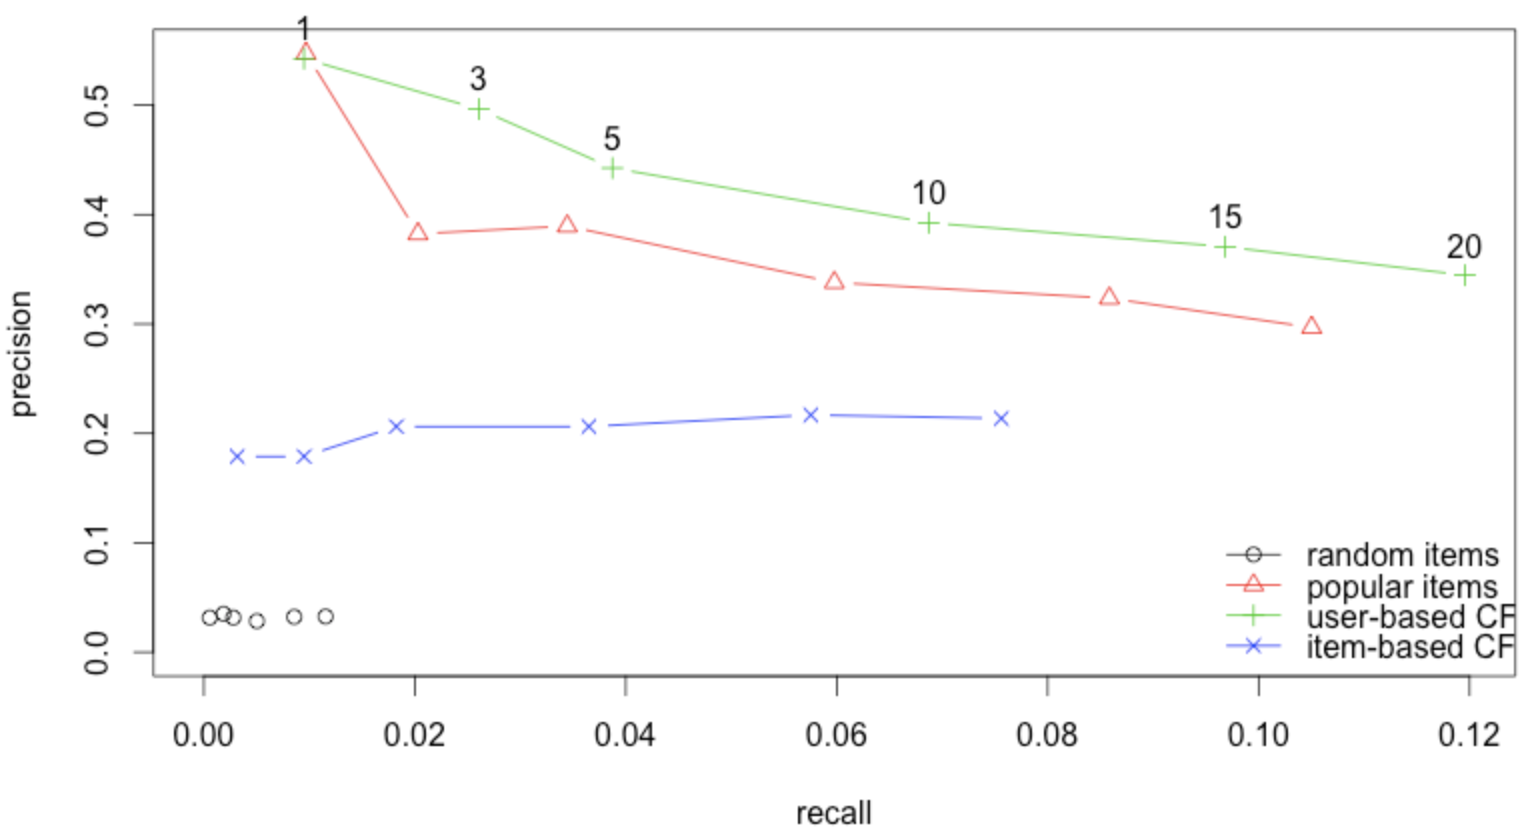 1
3
5
10
15
20
0.5
0.4
0.3
0.2
0.1
0.0
precision
random items
popular items
user-based CF
item-based CF
0.00 0.02 0.04 0.06 0.08 0.10 0.12
recall